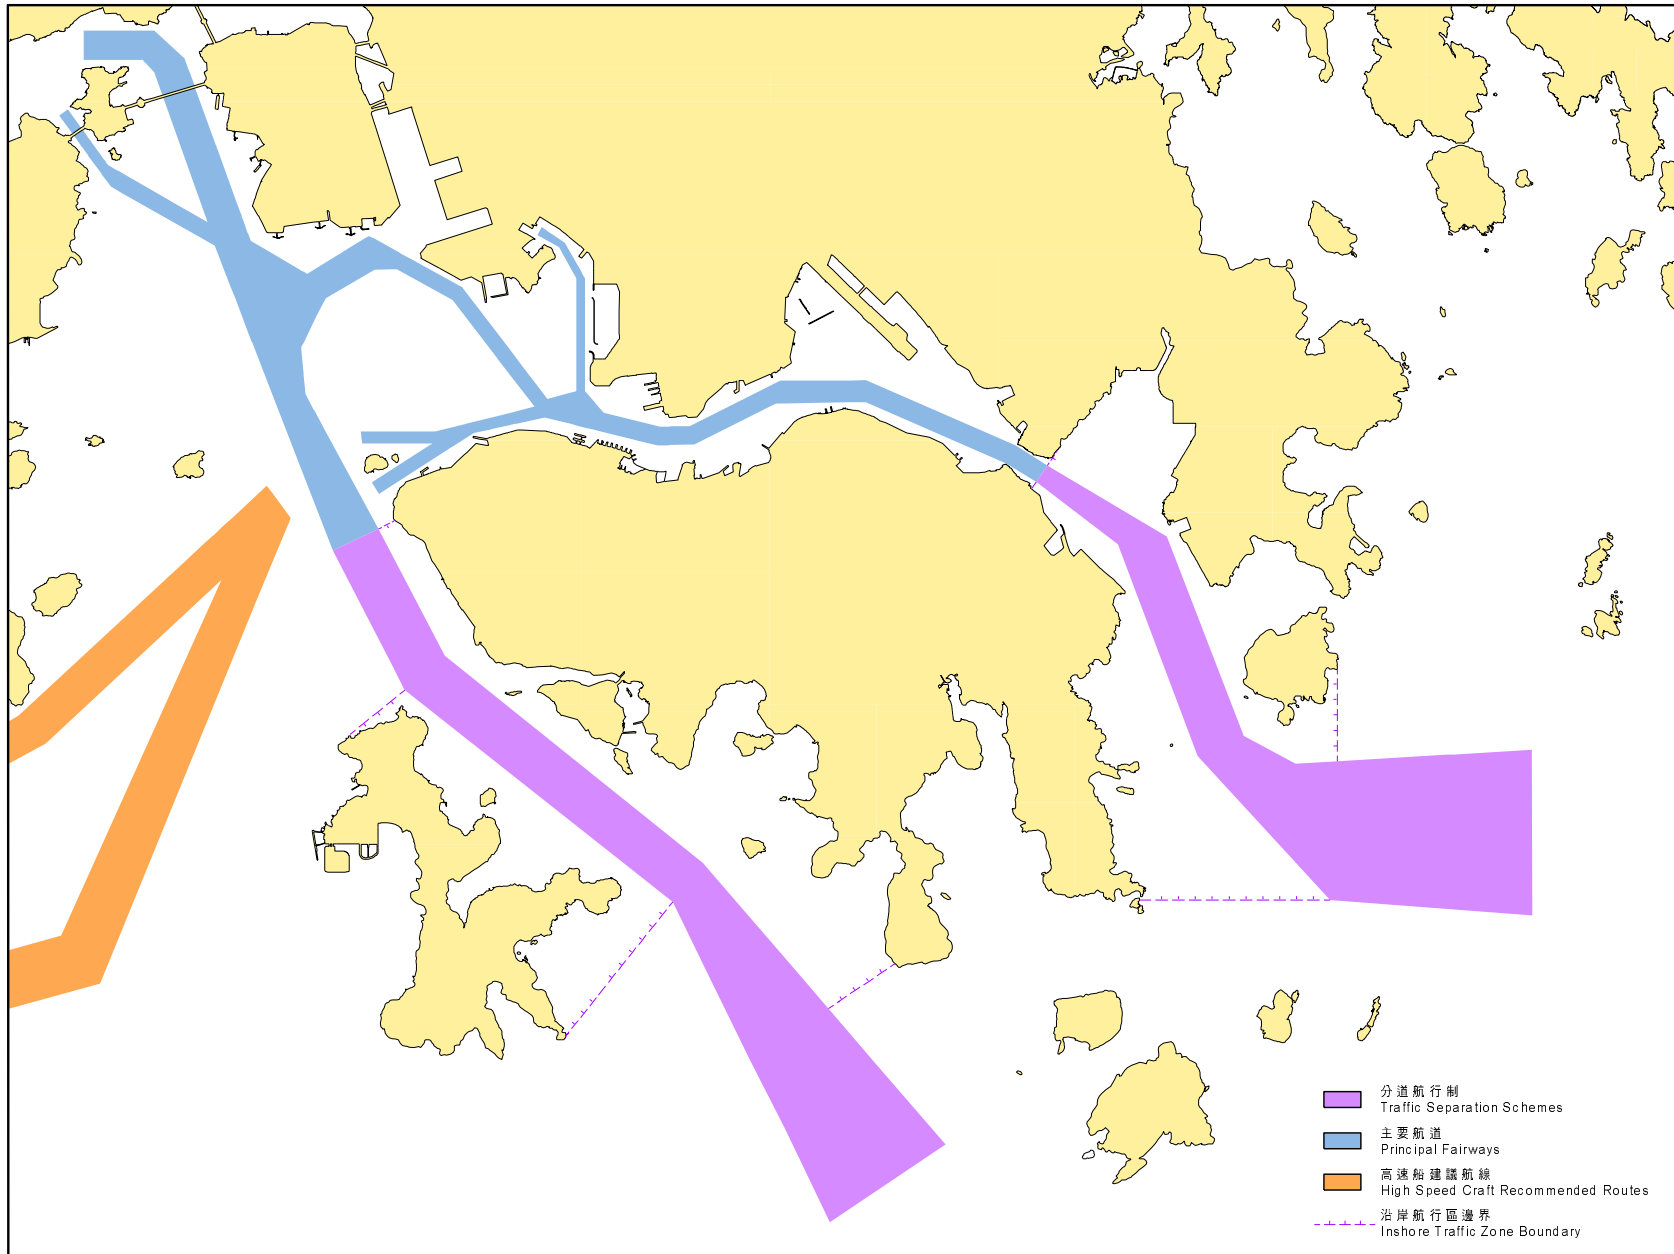 分道航行制
Traffic Separation Schemes
主要航道
Principal Fairways
高速船建議航線
High Speed Craft Recommended Routes
沿岸航行區邊界
Inshore Traffic Zone Boundary